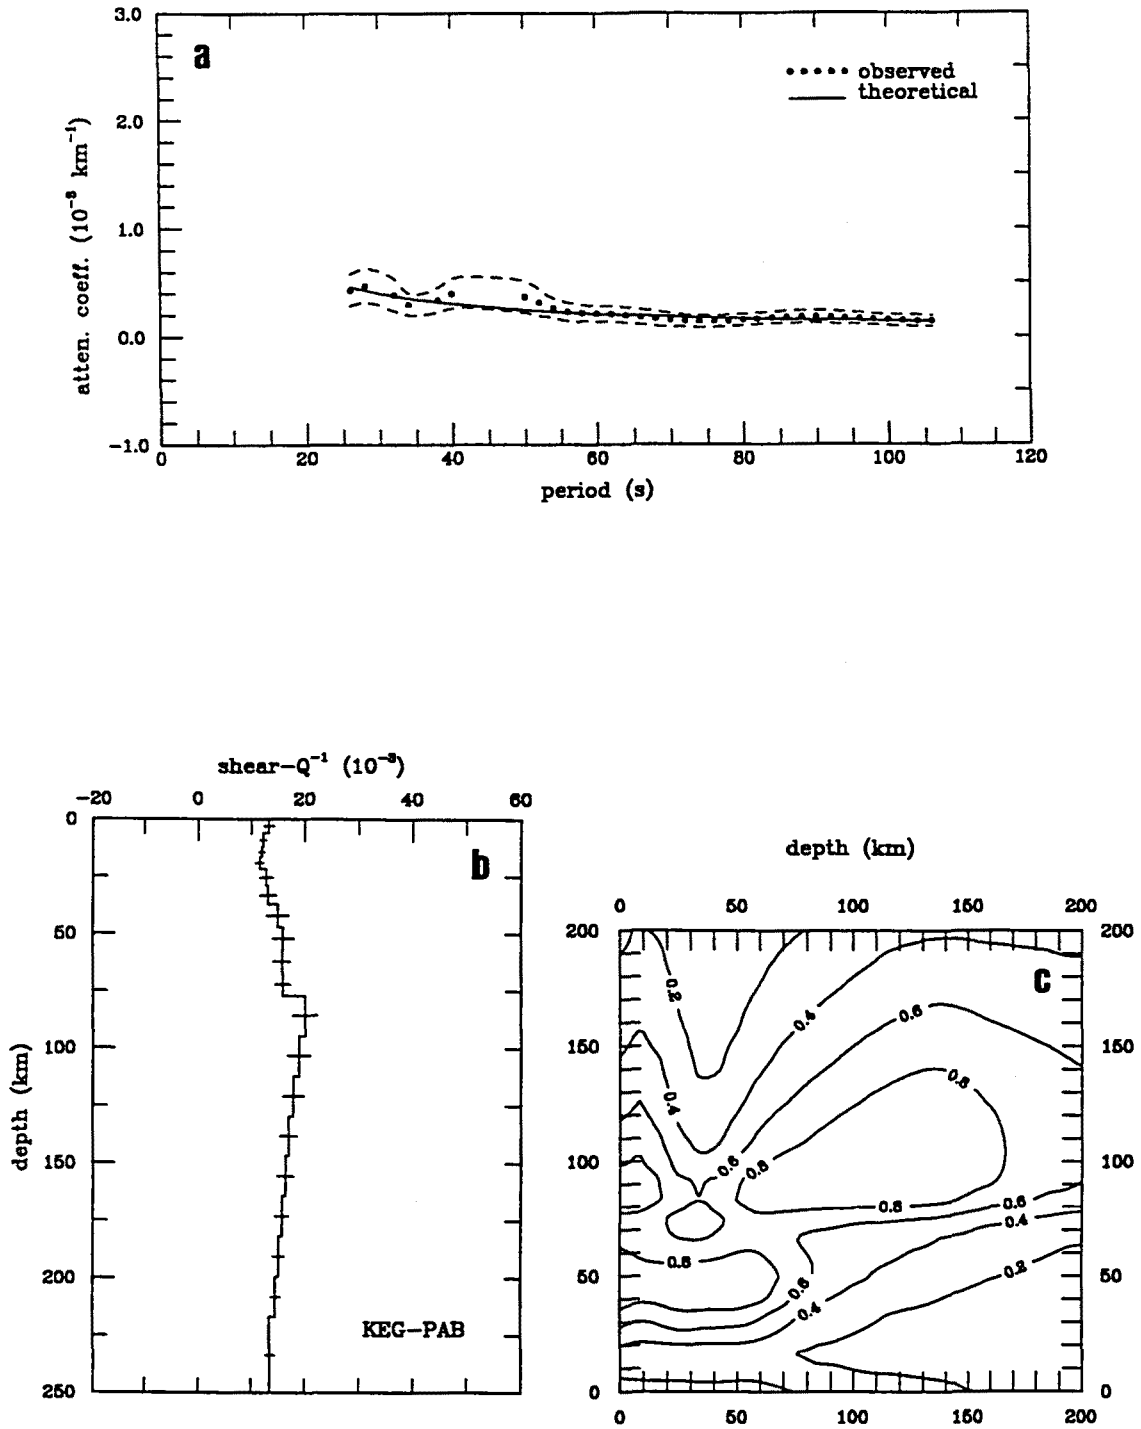 3.0
a
observed
theoretical
2.0
1.0
0.0
-1.0
atten. coeff. (10⁻³ km⁻¹)
0 20 40 60 80 100 120
period (s)
shear-Q⁻¹ (10⁻³)
-20 0 20 40 60
0
50
100
150
200
250
depth (km)
b
KEG-PAB
depth (km)
0 50 100 150 200
200 200
150 150
100 100
50 50
0 0
c
0.2
0.4
0.6
0.8
0.4
0.6
0.8
0.8
0.6
0.4
0.8
0.2
0.6
0.4
0 50 100 150 200